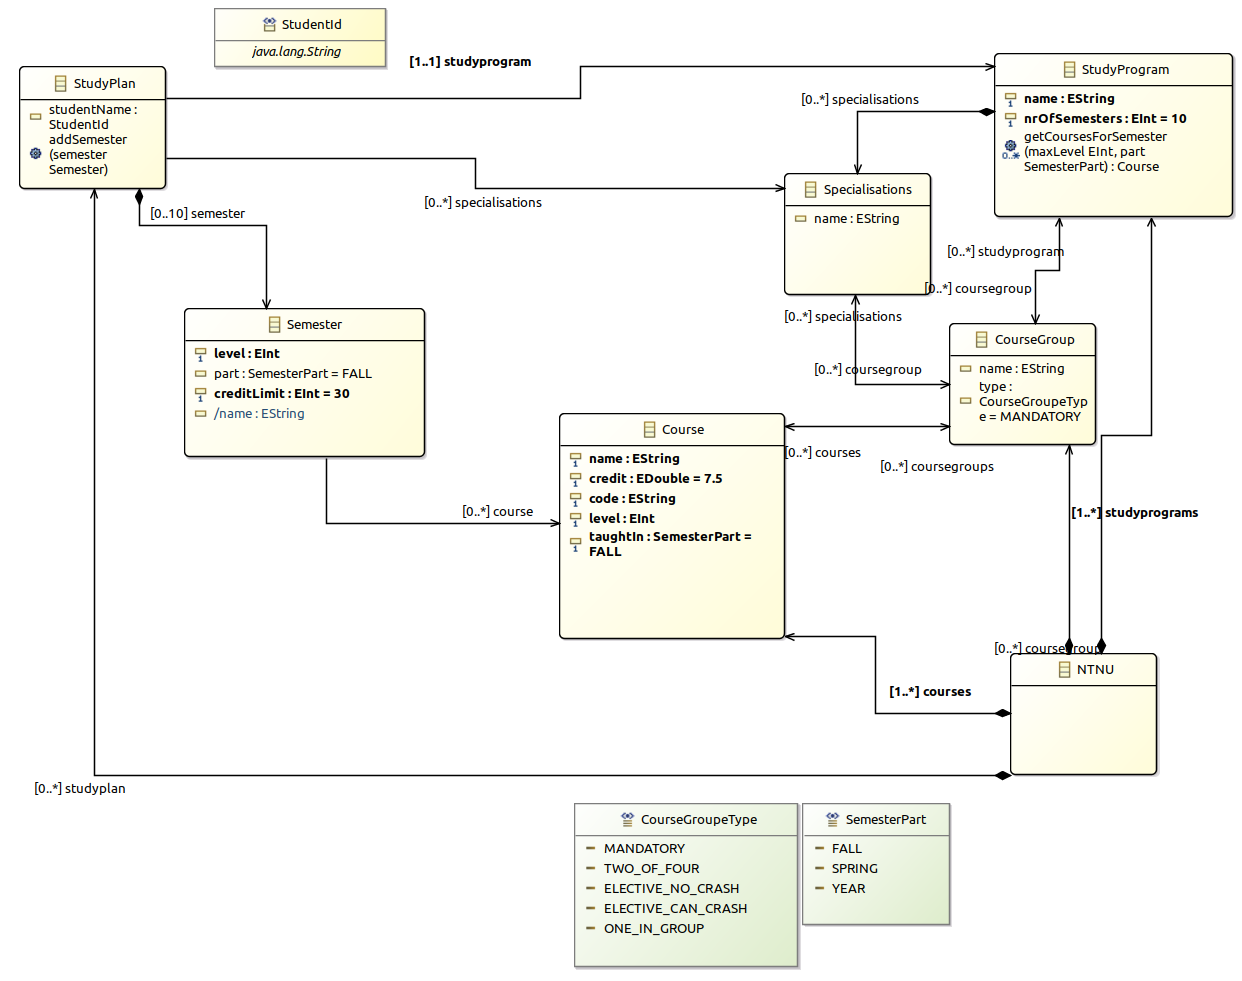 StudentId
java.lang.String
[1..1] studyprogram
StudyPlan
studentName :
StudentId
addSemester
(semester
Semester)
StudyProgram
name : EString
nrOfSemesters : EInt = 10
getCoursesForSemester
0..*
(maxLevel EInt, part
SemesterPart) : Course
[0..*] specialisations
Specialisations
name : EString
[0..*] specialisations
[0..10] semester
[0..*] studyprogram
[0..*] coursegroup
[0..*] specialisations
[0..*] coursegroup
Semester
level : EInt
part : SemesterPart = FALL
creditLimit : EInt = 30
/name : EString
CourseGroup
name : EString
type :
CourseGroupeTyp
e = MANDATORY
Course
name : EString
credit : EDouble = 7.5
code : EString
level : EInt
taughtIn : SemesterPart =
FALL
[0..*] courses
[0..*] coursegroups
[0..*] course
[1..*] studyprograms
[0..*] coursegroup
NTNU
[1..*] courses
[0..*] studyplan
CourseGroupeType
MANDATORY
TWO_OF_FOUR
ELECTIVE_NO_CRASH
ELECTIVE_CAN_CRASH
ONE_IN_GROUP
SemesterPart
FALL
SPRING
YEAR